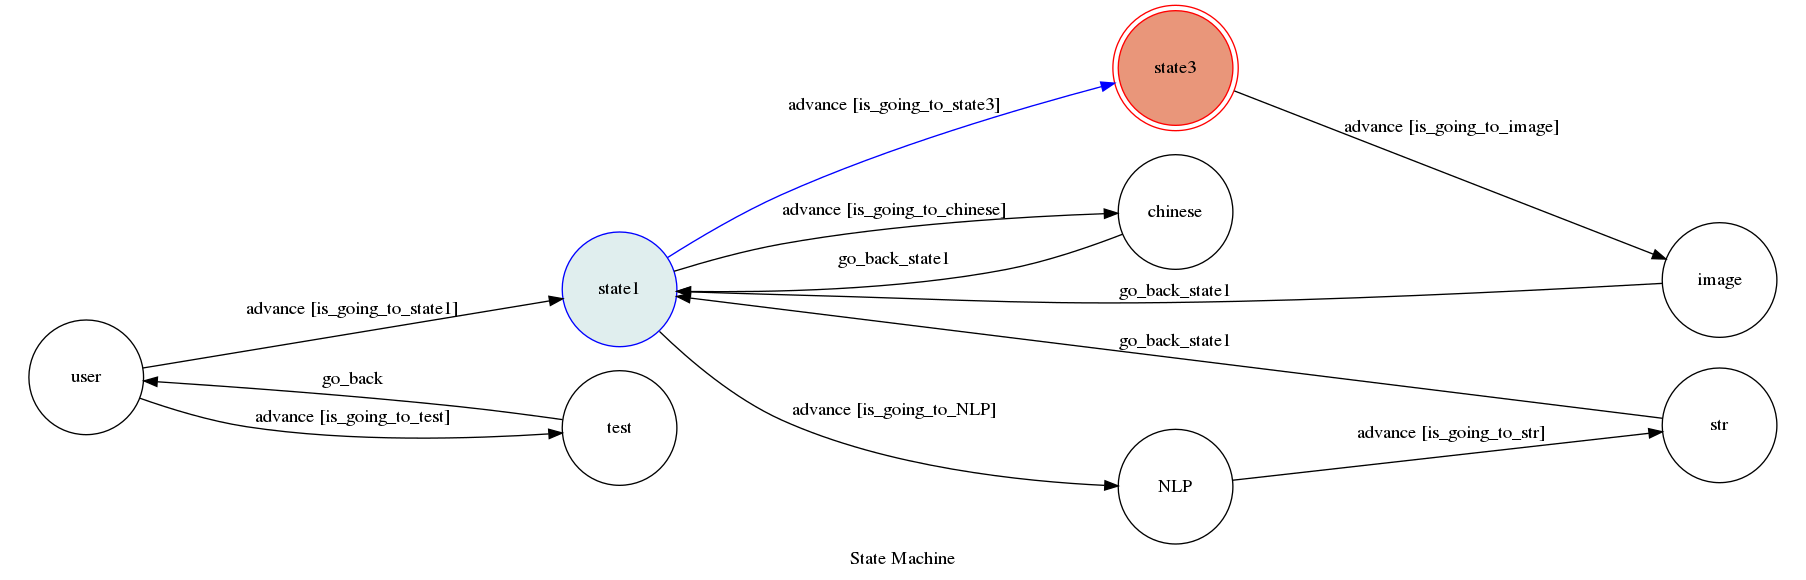 state3
advance [is_going_to_state3]
advance [is_going_to_image]
advance [is_going_to_chinese]
chinese
go_back_state1
image
state1
go_back_state1
advance [is_going_to_state1]
go_back_state1
user
go_back
advance [is_going_to_test]
test
advance [is_going_to_NLP]
advance [is_going_to_str]
str
NLP
State Machine